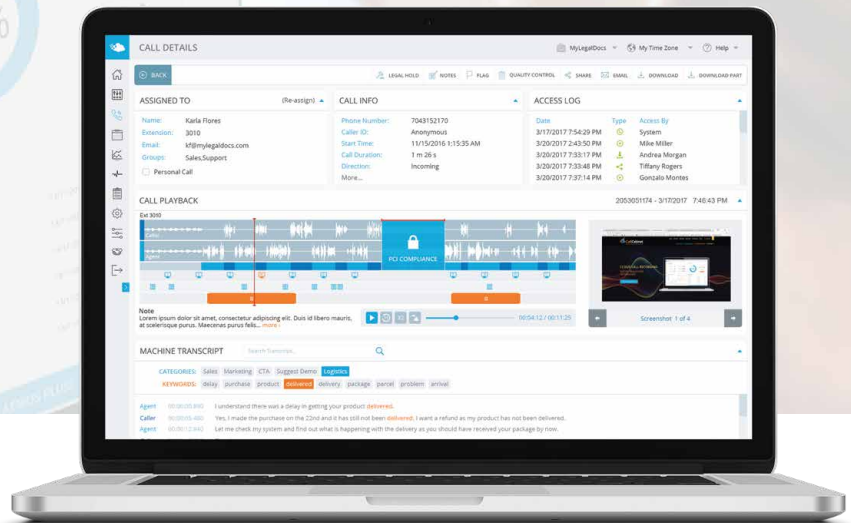 CALL DETAILS
MyLegalDocs
My Time Zone
Help
BACK
LEGAL HOLD
NOTES
FLAG
QUALITY CONTROL
SHARE
EMAIL
DOWNLOAD
DOWNLOAD PART
ASSIGNED TO (Re-assign)
Name: Karla Flores
Extension: 3010
Email: kf@mylegaldocs.com
Groups: Sales,Support
Personal Call
CALL INFO
Phone Number: 7043152170
Caller ID: Anonymous
Start Time: 11/15/2016 1:15:35 AM
Call Duration: 1 m 26 s
Direction: Incoming
More...
ACCESS LOG
Date Type Access By
3/17/2017 7:54:29 PM System
3/20/2017 2:43:50 PM Mike Miller
3/20/2017 7:33:17 PM Andrea Morgan
3/20/2017 7:33:48 PM Tiffany Rogers
3/20/2017 7:37:14 PM Gonzalo Montes
CALL PLAYBACK
2053051174 - 3/17/2017 7:46:43 PM
Ext 3010
Caller
Agent
PCI COMPLIANCE
Note
Lorem ipsum dolor sit amet, consectetur adipiscing elit. Duis id libens mauris,
at scelerisque purus. Maecenas purus felis... more
00:04:12 / 00:11:25
Screenshot 1 of 4
MACHINE TRANSCRIPT
Search Transcript...
CATEGORIES: Sales Marketing CTA Suggest Demo Logistics
KEYWORDS: delay purchase product delivered delivery package parcel problem arrival
Agent I understand there was a delay in getting your product delivered.
Caller Yes, I made the purchase on the 22nd and it has still not been delivered. I want a refund as my product has not been delivered.
Agent Let me check my system and find out what is happening with the delivery as you should have received your package by now.